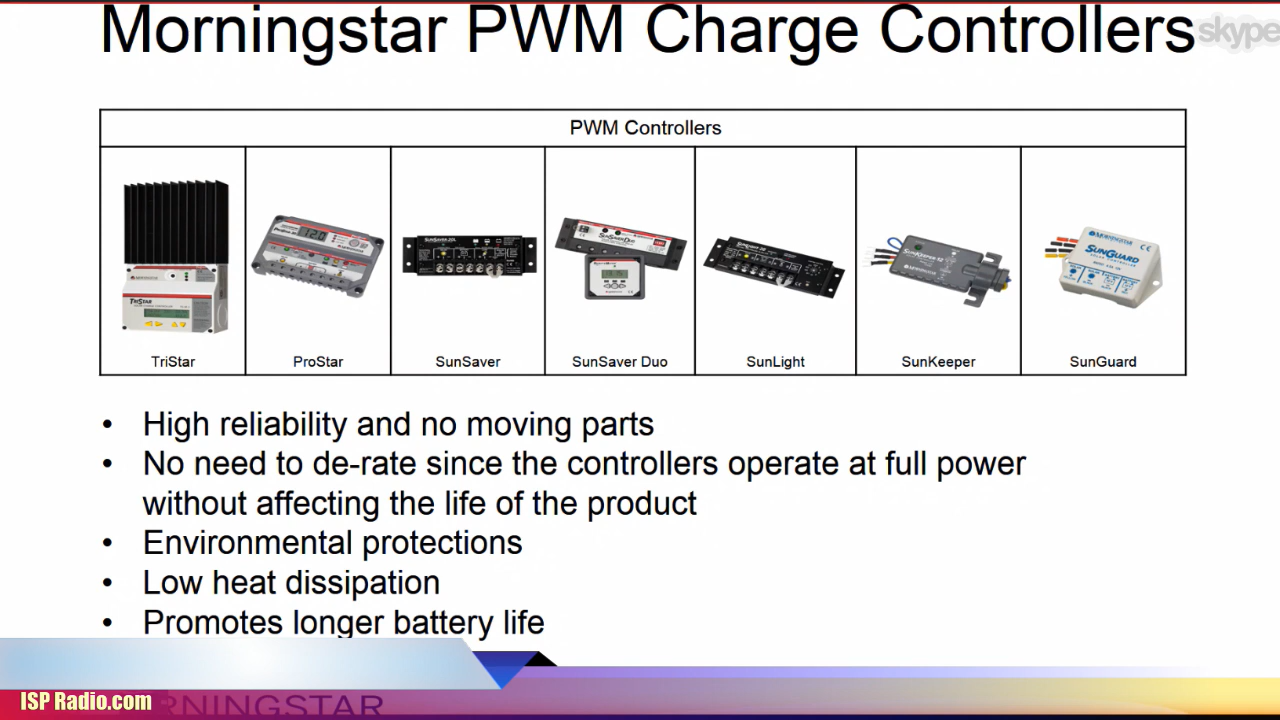 Morningstar PWM Charge Controllers
skype
PWM Controllers
TriStar
ProStar
SunSaver
SunSaver Duo
SunLight
SunKeeper
SunGuard
• High reliability and no moving parts
• No need to de-rate since the controllers operate at full power
without affecting the life of the product
• Environmental protections
• Low heat dissipation
• Promotes longer battery life
ISP Radio.com
RNINGSTAR